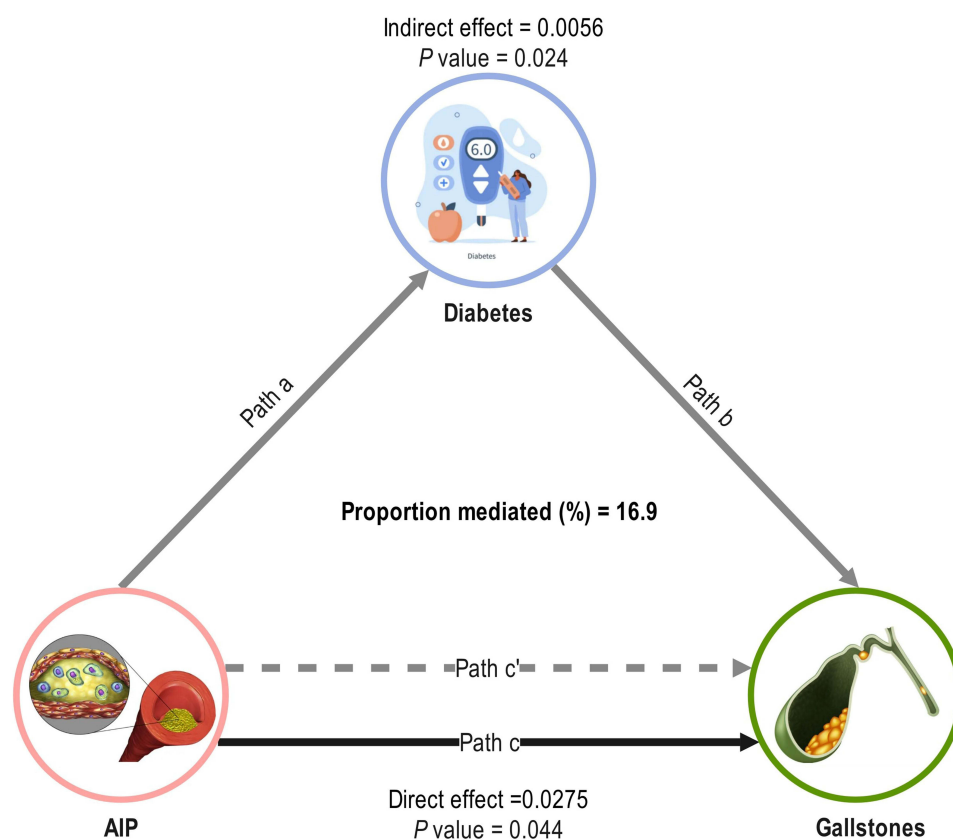 Indirect effect = 0.0056
P value = 0.024
6.0
Diabetes
Diabetes
Path a
Path b
Proportion mediated (%) = 16.9
Path c'
Path c
Direct effect =0.0275
P value = 0.044
AIP
Gallstones